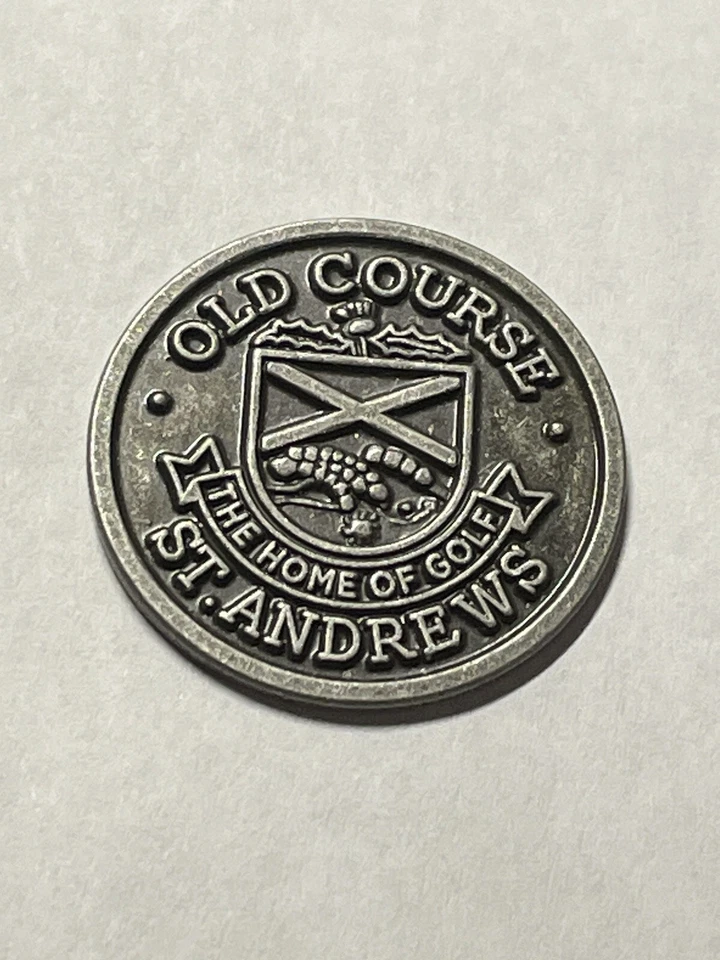 OLD COURSE
THE HOME OF GOLF
ST. ANDREWS